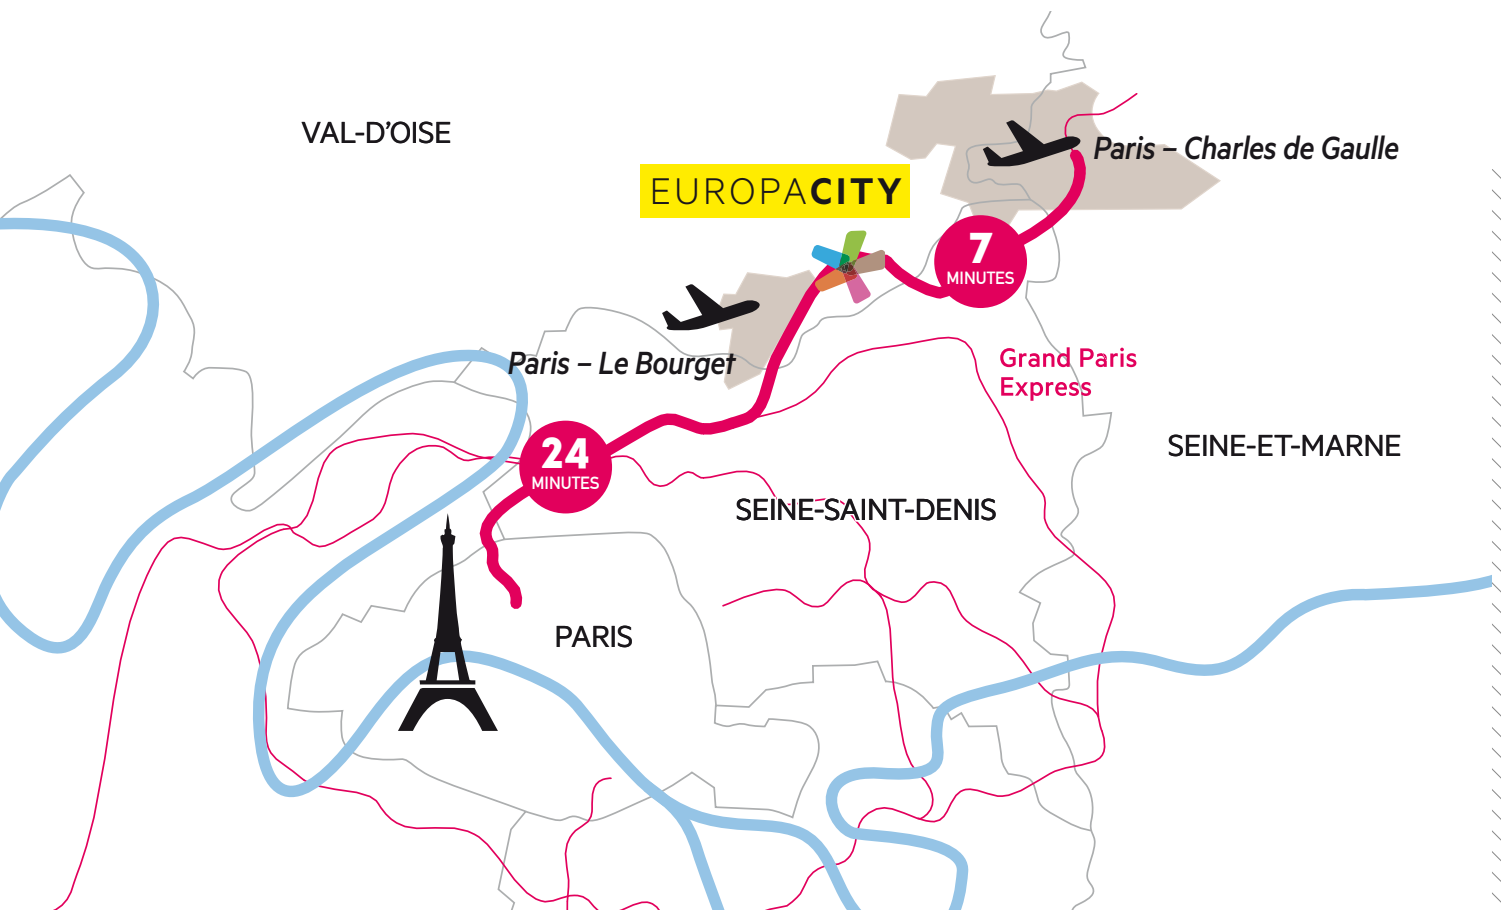 VAL-D’OISE
Paris – Charles de Gaulle
EUROPACITY
7
MINUTES
Paris – Le Bourget
Grand Paris
Express
24
MINUTES
SEINE-ET-MARNE
SEINE-SAINT-DENIS
PARIS